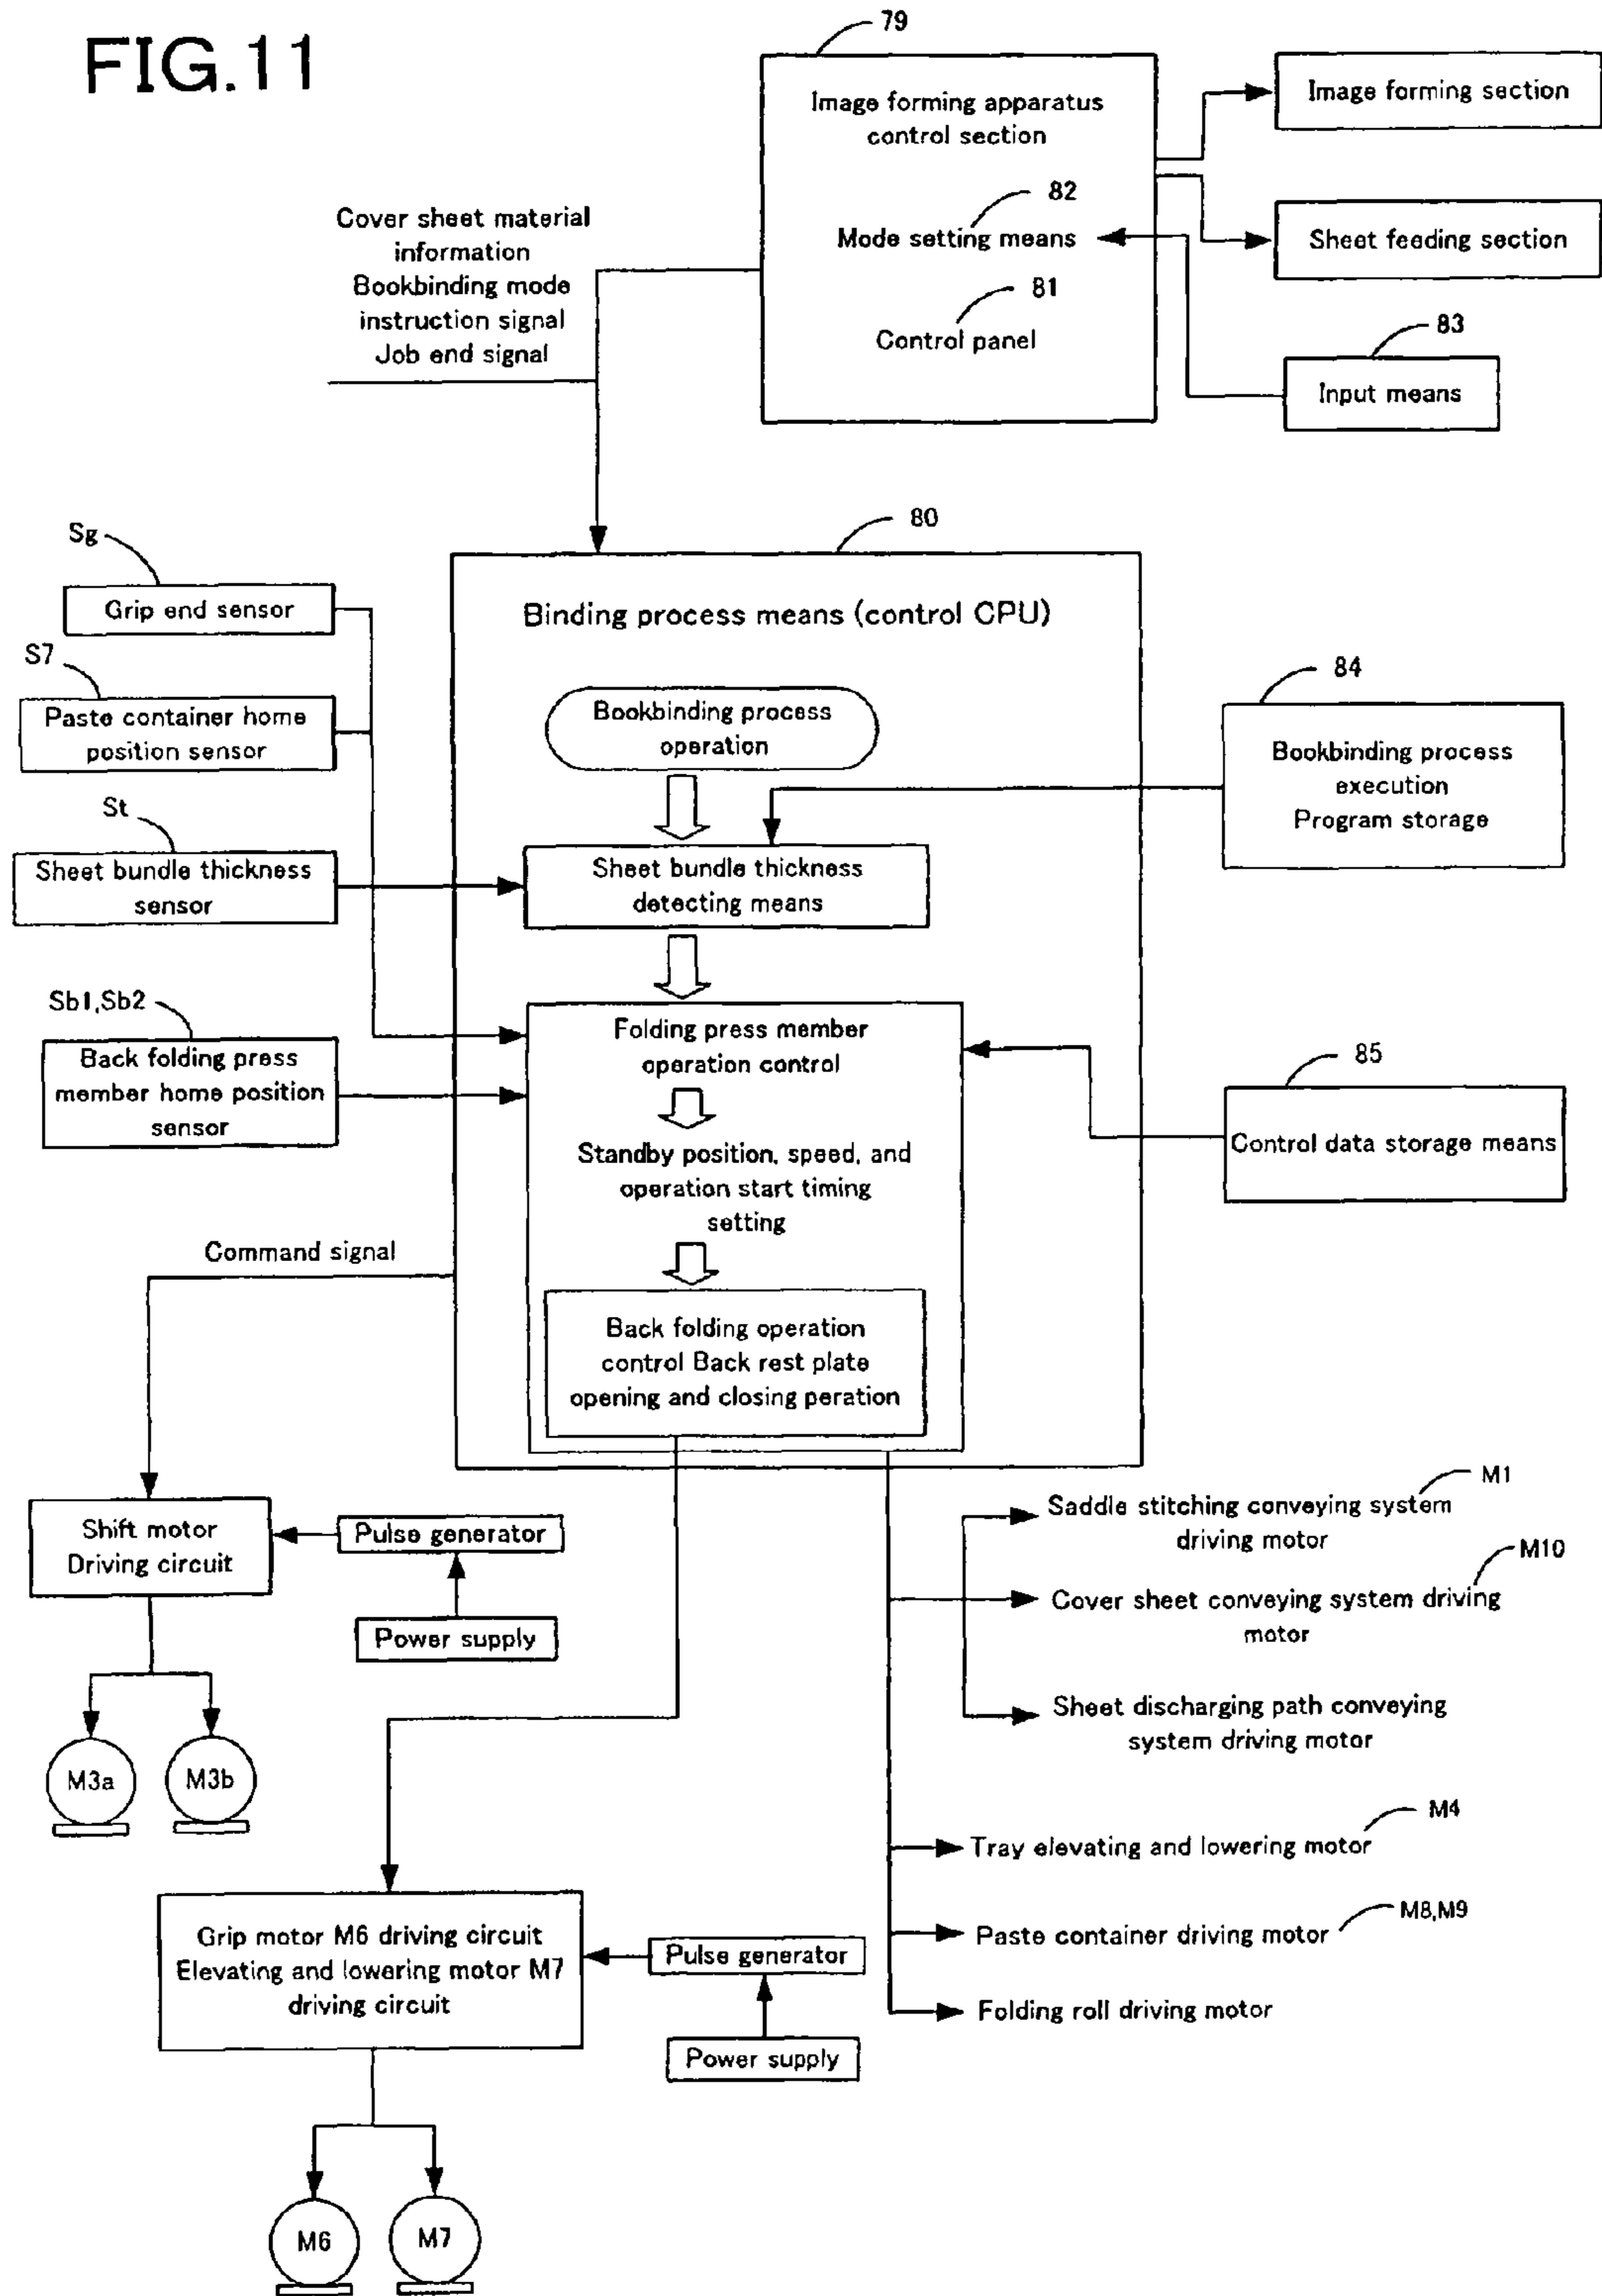 FIG.11
79
Image forming apparatus
control section
82
Mode setting means
81
Control panel
Image forming section
Sheet feeding section
83
Input means
Cover sheet material
information
Bookbinding mode
instruction signal
Job end signal
80
Binding process means (control CPU)
Sg
Grip end sensor
S7
Paste container home
position sensor
St
Sheet bundle thickness
sensor
Sb1,Sb2
Back folding press
member home position
sensor
Bookbinding process
operation
Sheet bundle thickness
detecting means
Folding press member
operation control
Standby position, speed, and
operation start timing
setting
Back folding operation
control Back rest plate
opening and closing peration
84
Bookbinding process
execution
Program storage
85
Control data storage means
Command signal
Shift motor
Driving circuit
Pulse generator
Power supply
M3a
M3b
M1
Saddle stitching conveying system
driving motor
M10
Cover sheet conveying system driving
motor
Sheet discharging path conveying
system driving motor
M4
Tray elevating and lowering motor
M8,M9
Paste container driving motor
Folding roll driving motor
Grip motor M6 driving circuit
Elevating and lowering motor M7
driving circuit
Pulse generator
Power supply
M6
M7